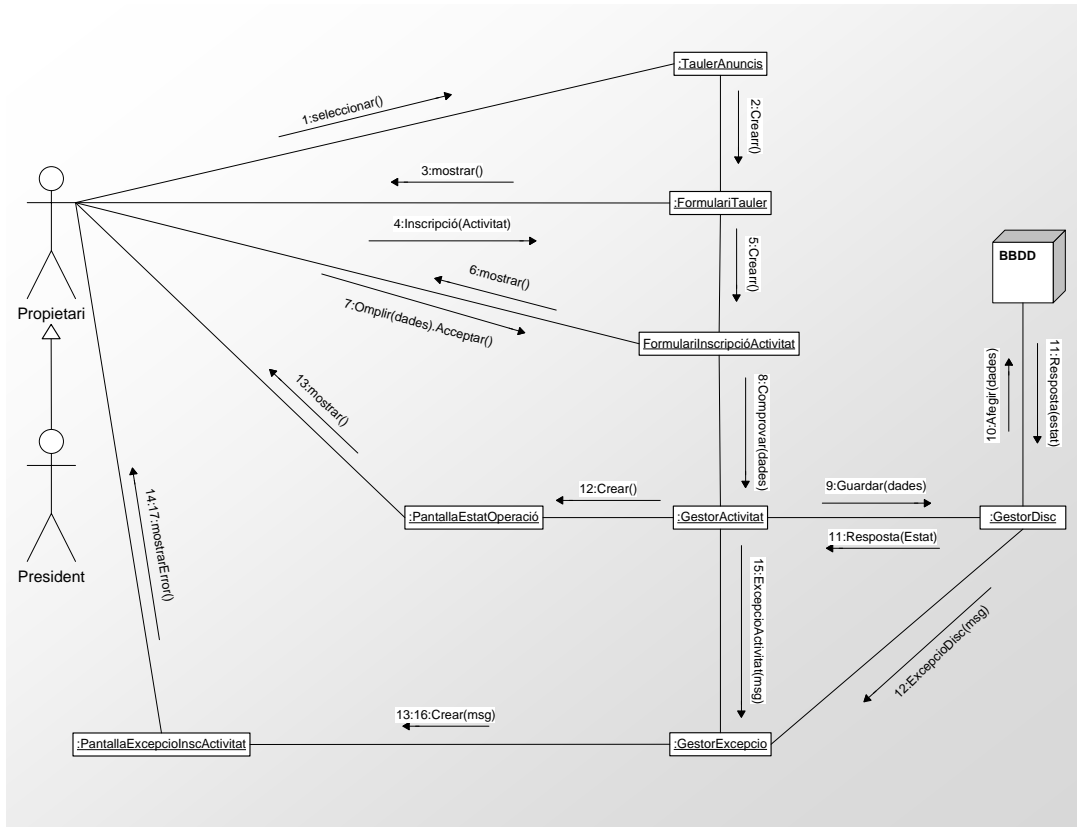 :TaulerAnuncis
1:seleccionar()
2:Crearr()
3:mostrar()
:FormulariTauler
4:Inscripció(Activitat)
5:Crearr()
BBDD
6:mostrar()
7:Omplir(dades).Acceptar()
Propietari
FormulariInscripcióActivitat
10:Afegir(dades)
11:Resposta(estat)
13:mostrar()
8:Comprovar(dades)
12:Crear()
9:Guardar(dades)
:PantallaEstatOperació
:GestorActivitat
:GestorDisc
11:Resposta(Estat)
14:17:mostrarError()
President
15:ExcepcioActivitat(msg)
12:ExcepcioDisc(msg)
13:16:Crear(msg)
:PantallaExcepcioInscActivitat
:GestorExcepcio